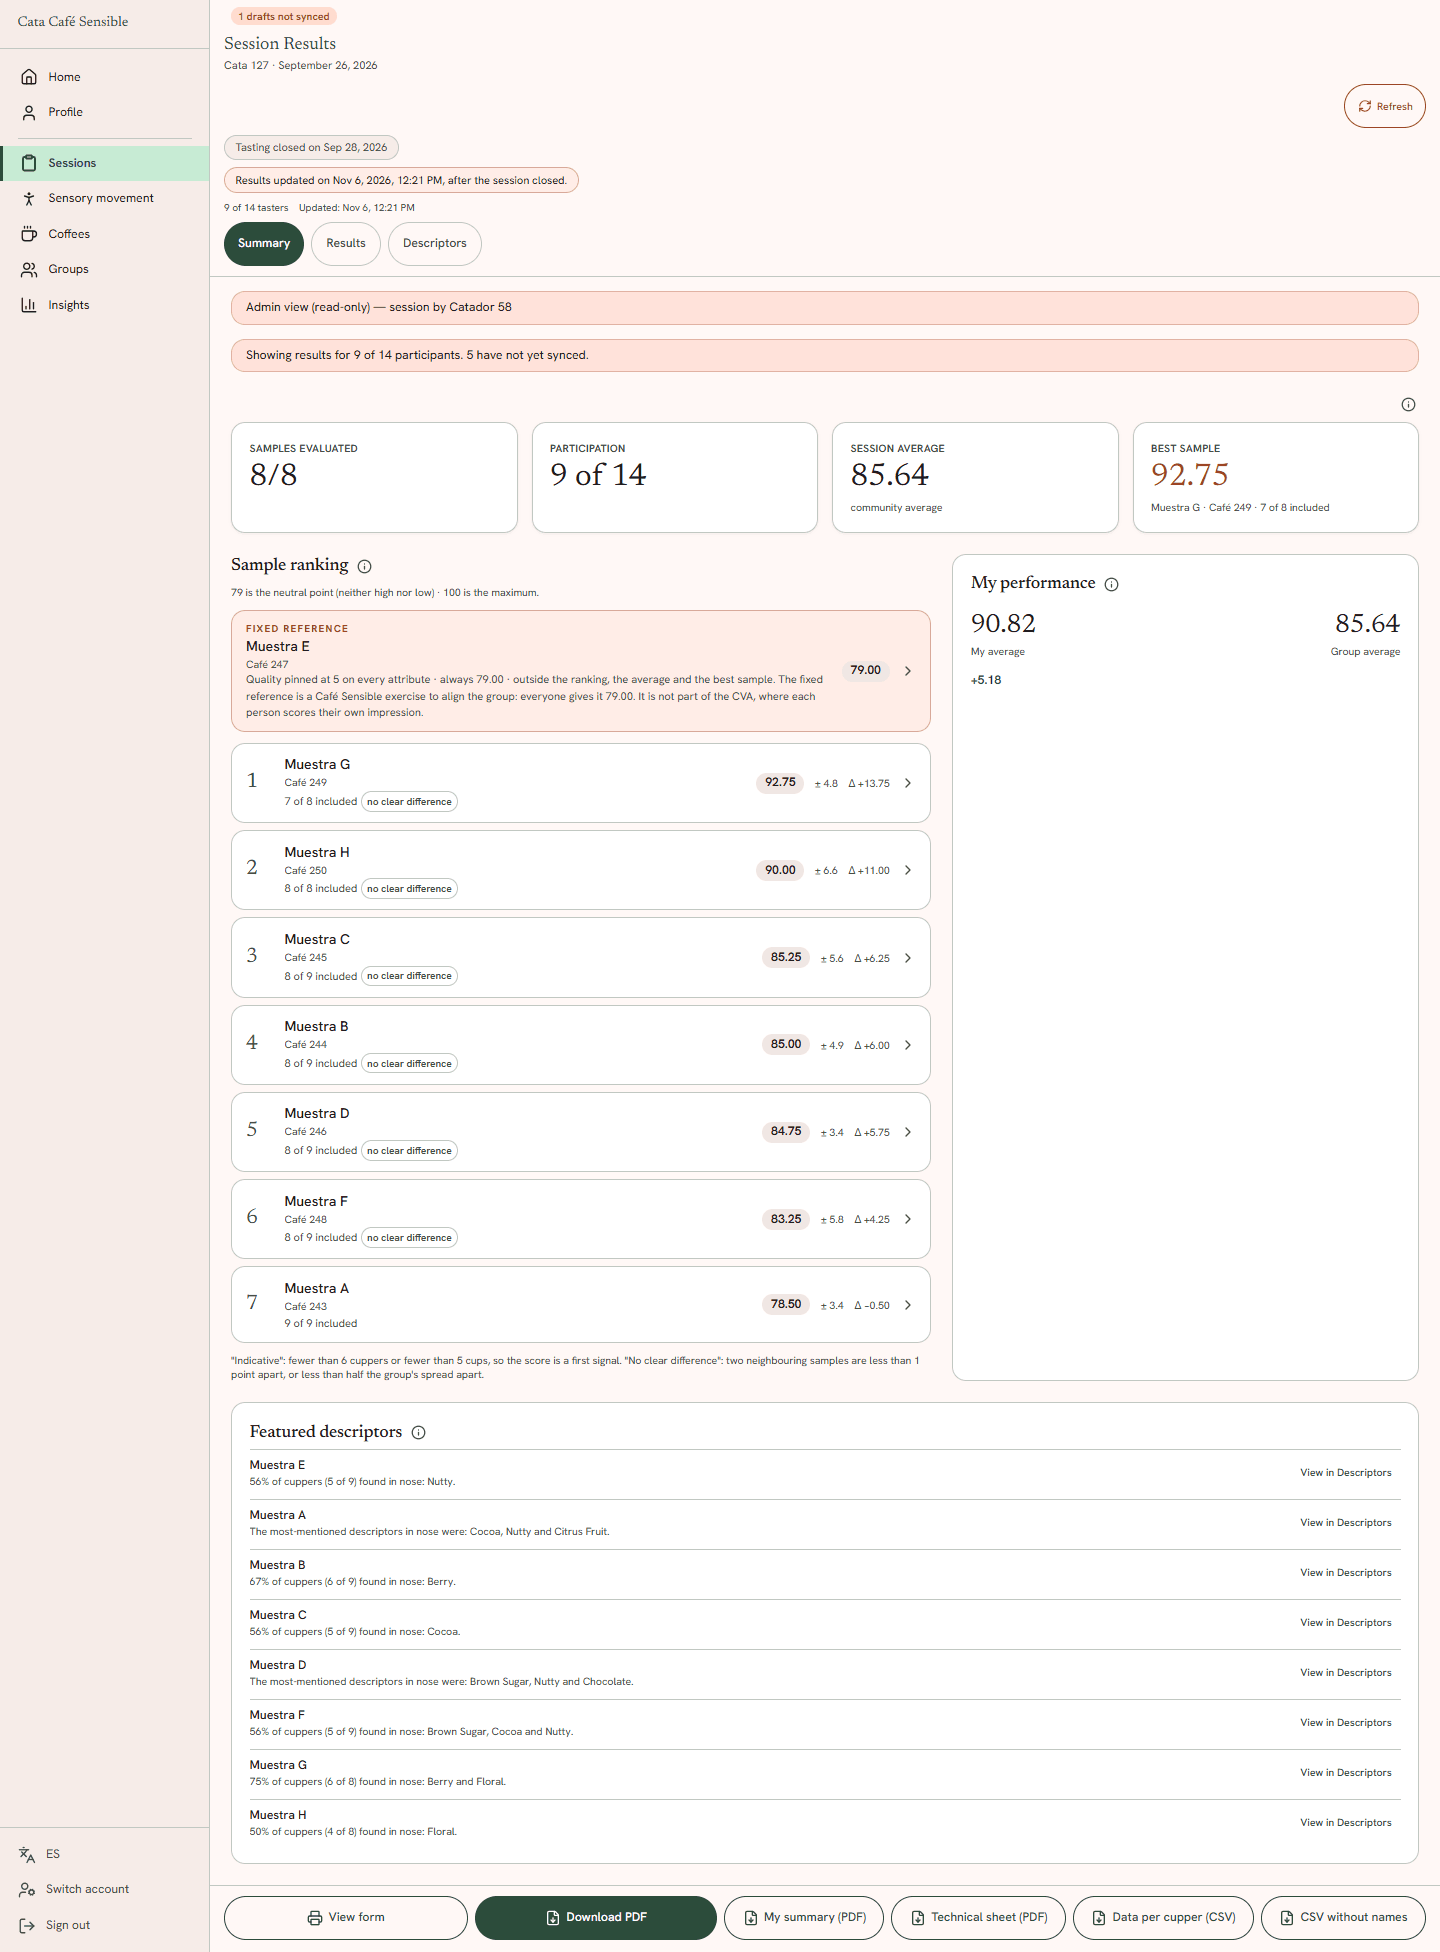 Cata Café Sensible
Home
Profile
Sessions
Sensory movement
Coffees
Groups
Insights
ES
Switch account
Sign out
1 drafts not synced
Session Results
Cata 127 · September 26, 2026
Refresh
Tasting closed on Sep 28, 2026
Results updated on Nov 6, 2026, 12:21 PM, after the session closed.
9 of 14 tasters Updated: Nov 6, 12:21 PM
Summary
Results
Descriptors
Admin view (read-only) — session by Catador 58
Showing results for 9 of 14 participants. 5 have not yet synced.
SAMPLES EVALUATED
8/8
PARTICIPATION
9 of 14
SESSION AVERAGE
85.64
community average
BEST SAMPLE
92.75
Muestra G · Café 249 · 7 of 8 included
Sample ranking
79 is the neutral point (neither high nor low) · 100 is the maximum.
FIXED REFERENCE
Muestra E
Café 247
Quality pinned at 5 on every attribute · always 79.00 · outside the ranking, the average and the best sample. The fixed
reference is a Café Sensible exercise to align the group: everyone gives it 79.00. It is not part of the CVA, where each
person scores their own impression.
79.00
1
Muestra G
Café 249
7 of 8 included no clear difference
92.75 ± 4.8 Δ +13.75
2
Muestra H
Café 250
8 of 8 included no clear difference
90.00 ± 6.6 Δ +11.00
3
Muestra C
Café 245
8 of 9 included no clear difference
85.25 ± 5.6 Δ +6.25
4
Muestra B
Café 244
8 of 9 included no clear difference
85.00 ± 4.9 Δ +6.00
5
Muestra D
Café 246
8 of 9 included no clear difference
84.75 ± 3.4 Δ +5.75
6
Muestra F
Café 248
8 of 9 included no clear difference
83.25 ± 5.8 Δ +4.25
7
Muestra A
Café 243
9 of 9 included
78.50 ± 3.4 Δ −0.50
"Indicative": fewer than 6 cuppers or fewer than 5 cups, so the score is a first signal. "No clear difference": two neighbouring samples are less than 1
point apart, or less than half the group's spread apart.
My performance
90.82
My average
85.64
Group average
+5.18
Featured descriptors
Muestra E
56% of cuppers (5 of 9) found in nose: Nutty.
View in Descriptors
Muestra A
The most-mentioned descriptors in nose were: Cocoa, Nutty and Citrus Fruit.
View in Descriptors
Muestra B
67% of cuppers (6 of 9) found in nose: Berry.
View in Descriptors
Muestra C
56% of cuppers (5 of 9) found in nose: Cocoa.
View in Descriptors
Muestra D
The most-mentioned descriptors in nose were: Brown Sugar, Nutty and Chocolate.
View in Descriptors
Muestra F
56% of cuppers (5 of 9) found in nose: Brown Sugar, Cocoa and Nutty.
View in Descriptors
Muestra G
75% of cuppers (6 of 8) found in nose: Berry and Floral.
View in Descriptors
Muestra H
50% of cuppers (4 of 8) found in nose: Floral.
View in Descriptors
View form
Download PDF
My summary (PDF)
Technical sheet (PDF)
Data per cupper (CSV)
CSV without names